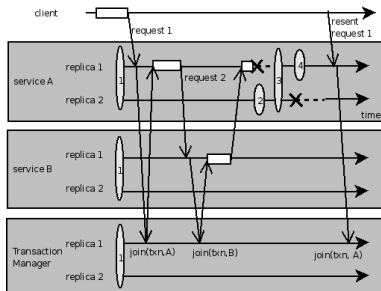 client
request 1
resent
request 1
service A
replica 1
replica 2
1
request 2
2
3
4
time
service B
replica 1
replica 2
1
Transaction
Manager
replica 1
replica 2
1
join(txn,A)
join(txn,B)
join(txn, A)